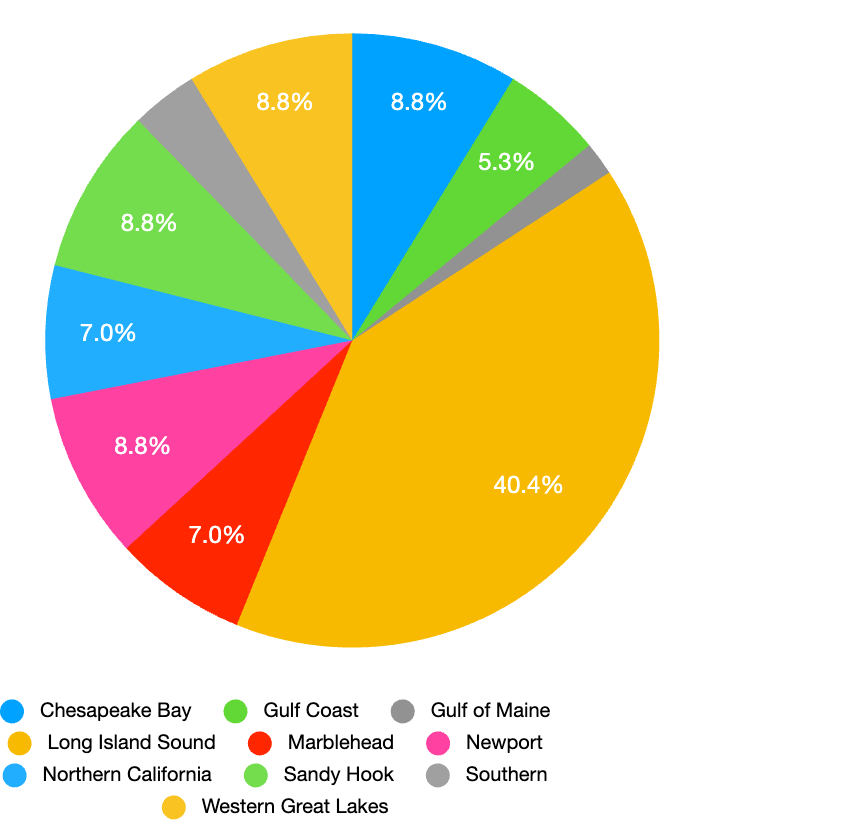 8.8% 8.8%
5.3%
8.8%
7.0%
8.8%
40.4%
7.0%
Chesapeake Bay Gulf Coast Gulf of Maine
Long Island Sound Marblehead Newport
Northern California Sandy Hook Southern
Western Great Lakes